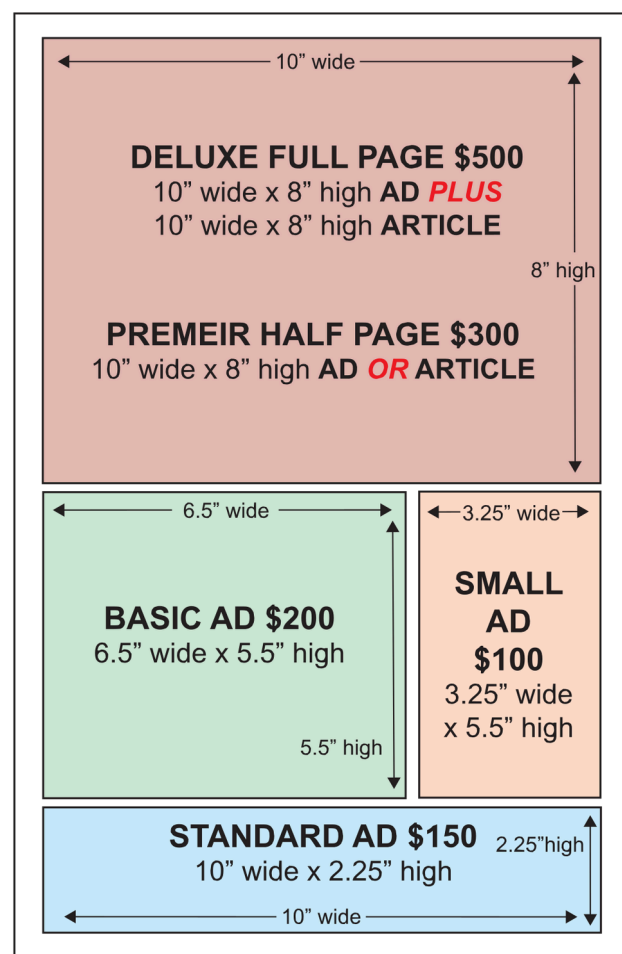 10” wide
DELUXE FULL PAGE $500
10” wide x 8” high AD PLUS
10” wide x 8” high ARTICLE
8” high
PREMEIR HALF PAGE $300
10” wide x 8” high AD OR ARTICLE
6.5” wide
BASIC AD $200
6.5” wide x 5.5” high
5.5” high
3.25” wide
SMALL
AD
$100
3.25” wide
x 5.5” high
STANDARD AD $150
10” wide x 2.25” high
2.25”high
10” wide